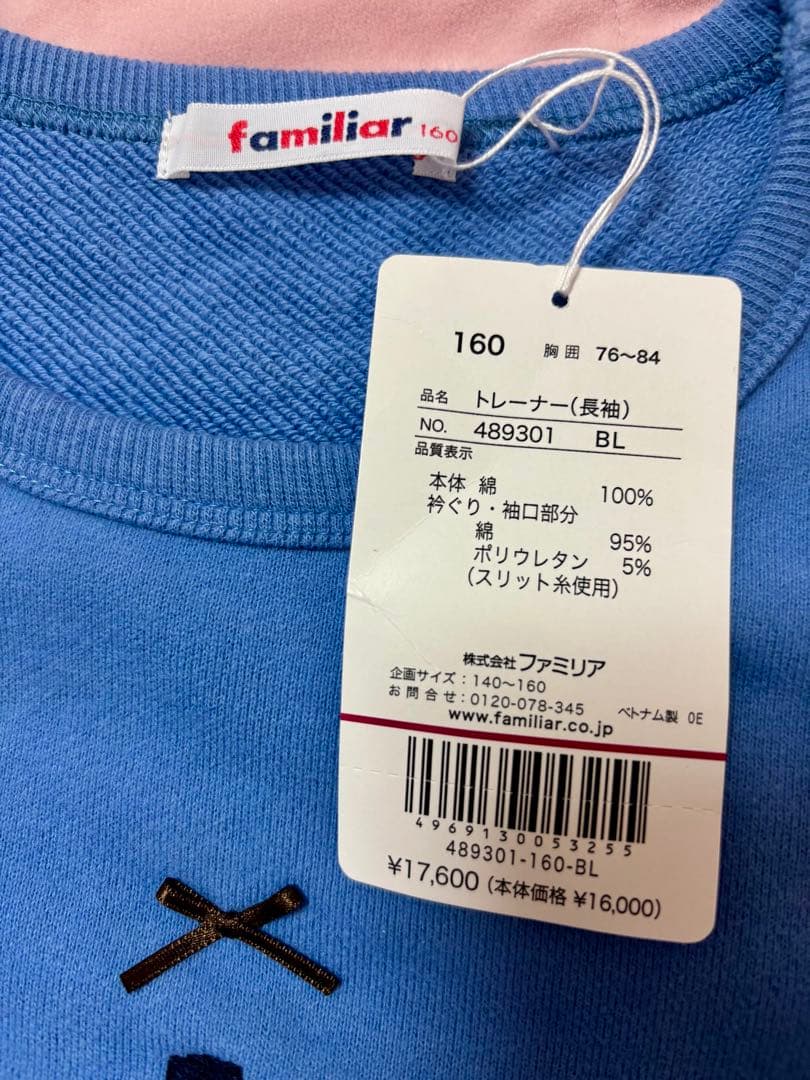 familiar 160
160 胸囲 76〜84
品名 トレーナー(長袖)
NO. 489301 BL
品質表示
本体 綿 100%
衿ぐり・袖口部分
綿 95%
ポリウレタン 5%
(スリット糸使用)
株式会社ファミリア
企画サイズ:140〜160
お問合せ:0120-078-345 ベトナム製 0E
www.familiar.co.jp
4969130053255
489301-160-BL
¥17,600 (本体価格 ¥16,000)